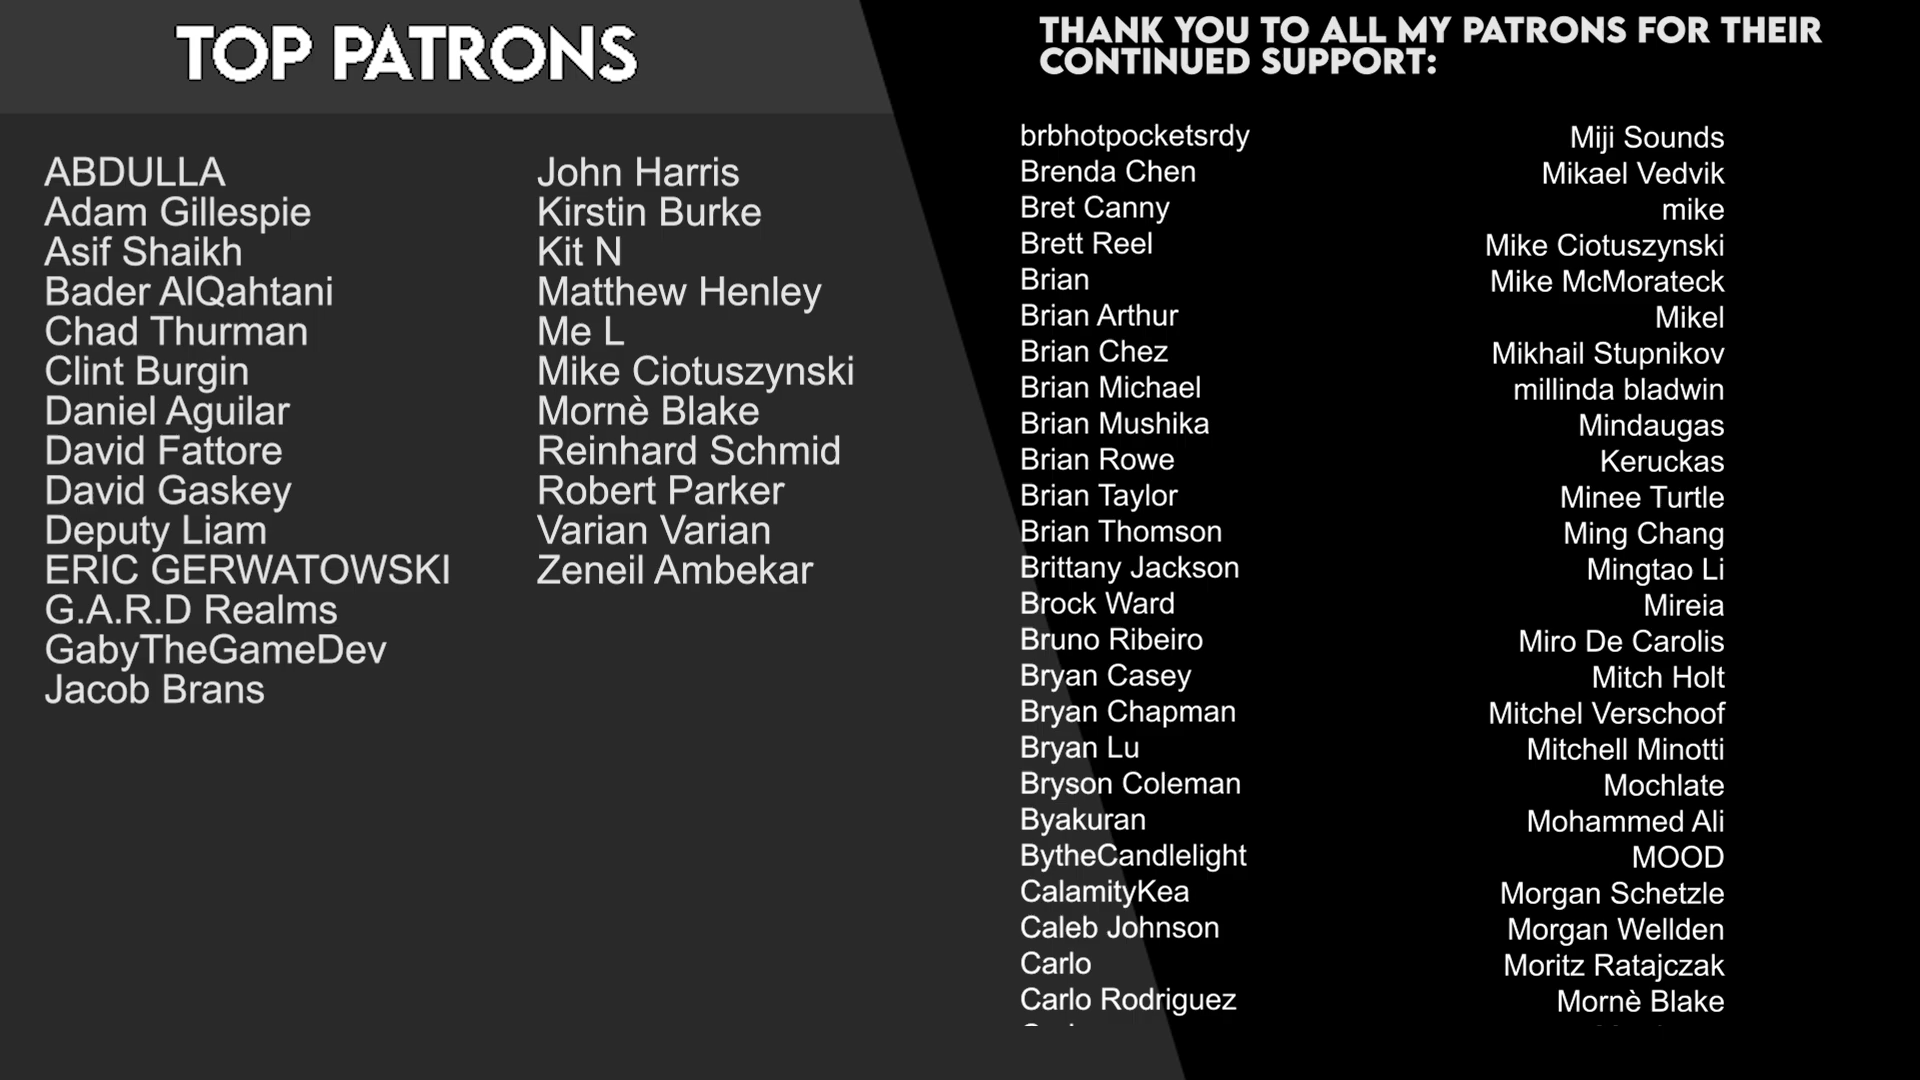 TOP PATRONS
ABDULLA
Adam Gillespie
Asif Shaikh
Bader AlQahtani
Chad Thurman
Clint Burgin
Daniel Aguilar
David Fattore
David Gaskey
Deputy Liam
ERIC GERWATOWSKI
G.A.R.D Realms
GabyTheGameDev
Jacob Brans
John Harris
Kirstin Burke
Kit N
Matthew Henley
Me L
Mike Ciotuszynski
Mornè Blake
Reinhard Schmid
Robert Parker
Varian Varian
Zeneil Ambekar
THANK YOU TO ALL MY PATRONS FOR THEIR
CONTINUED SUPPORT:
brbhotpocketsrdy
Brenda Chen
Bret Canny
Brett Reel
Brian
Brian Arthur
Brian Chez
Brian Michael
Brian Mushika
Brian Rowe
Brian Taylor
Brian Thomson
Brittany Jackson
Brock Ward
Bruno Ribeiro
Bryan Casey
Bryan Chapman
Bryan Lu
Bryson Coleman
Byakuran
BytheCandlelight
CalamityKea
Caleb Johnson
Carlo
Carlo Rodriguez
Miji Sounds
Mikael Vedvik
mike
Mike Ciotuszynski
Mike McMorateck
Mikel
Mikhail Stupnikov
millinda bladwin
Mindaugas
Keruckas
Minee Turtle
Ming Chang
Mingtao Li
Mireia
Miro De Carolis
Mitch Holt
Mitchel Verschoof
Mitchell Minotti
Mochlate
Mohammed Ali
MOOD
Morgan Schetzle
Morgan Wellden
Moritz Ratajczak
Mornè Blake